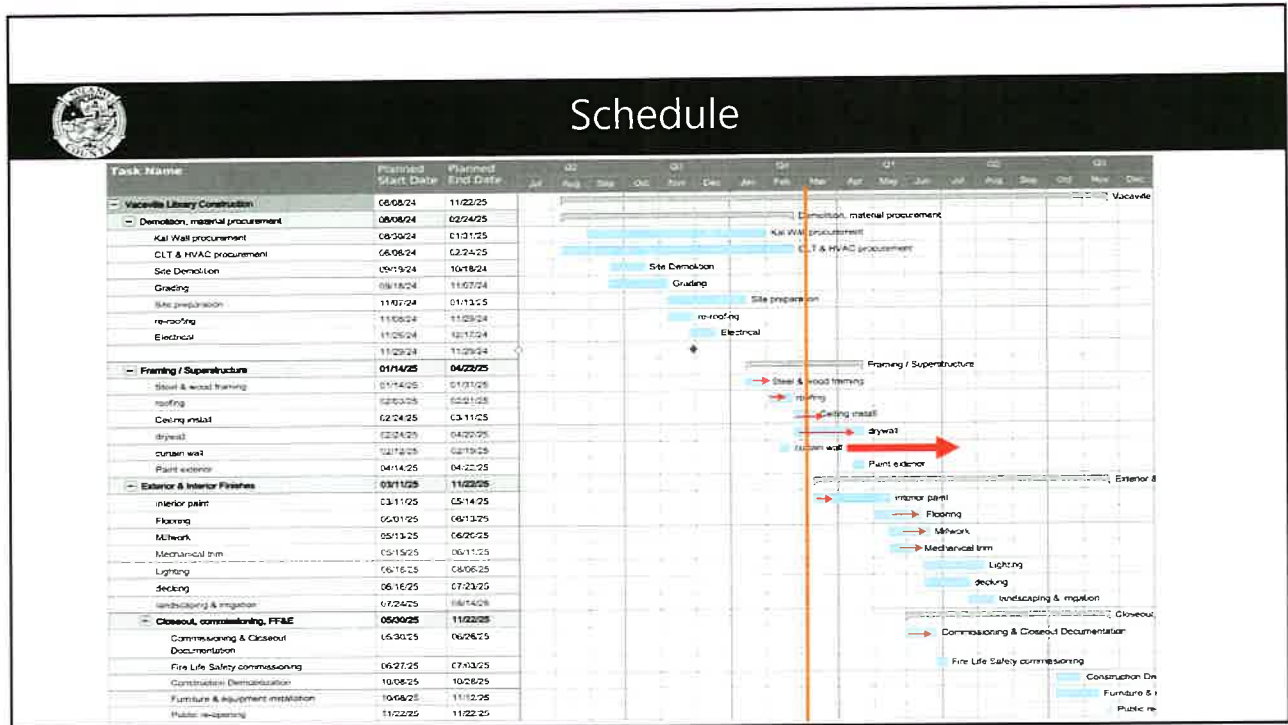 SOLANO
COUNTY
Schedule
Task Name Planned Start Date Planned End Date Q2 Q3 Q4 Q1 Q2 Q3
Jul Aug Sep Oct Nov Dec Jan Feb Mar Apr May Jun Jul Aug Sep Oct Nov Dec
Vacaville Library Construction 08/08/24 11/22/25 Vacaville
Demolition, material procurement 08/08/24 02/24/25 Demolition, material procurement
Kal Wall procurement 08/30/24 01/31/25 Kal Wall procurement
CLT & HVAC procurement 08/08/24 02/24/25 CLT & HVAC procurement
Site Demolition 09/19/24 10/18/24 Site Demolition
Grading 09/18/24 11/07/24 Grading
Site preparation 11/07/24 01/13/25 Site preparation
re-roofing 11/08/24 11/29/24 re-roofing
Electrical 11/29/24 12/17/24 Electrical
11/29/24 11/29/24
Framing / Superstructure 01/14/25 04/22/25 Framing / Superstructure
Steel & wood framing 01/14/25 01/31/25 Steel & wood framing
roofing 02/03/25 02/21/25 roofing
Ceiling install 02/24/25 03/11/25 Ceiling install
drywall 02/24/25 04/22/25 drywall
curtain wall 02/12/25 02/19/25 curtain wall
Paint exterior 04/14/25 04/22/25 Paint exterior
Exterior & Interior Finishes 03/11/25 11/22/25 Exterior &
interior paint 03/11/25 05/14/25 interior paint
Flooring 05/01/25 06/13/25 Flooring
Millwork 05/13/25 06/20/25 Millwork
Mechanical trim 05/15/25 06/11/25 Mechanical trim
Lighting 06/16/25 08/06/25 Lighting
decking 06/16/25 07/23/25 decking
landscaping & irrigation 07/24/25 08/14/25 landscaping & irrigation
Closeout, commissioning, FF&E 05/30/25 11/22/25 Closeout,
Commissioning & Closeout Documentation 05/30/25 06/26/25 Commissioning & Closeout Documentation
Fire Life Safety commissioning 06/27/25 07/03/25 Fire Life Safety commissioning
Construction Demobilization 10/08/25 10/28/25 Construction De
Furniture & equipment installation 10/08/25 11/12/25 Furniture &
Public re-opening 11/22/25 11/22/25 Public re-